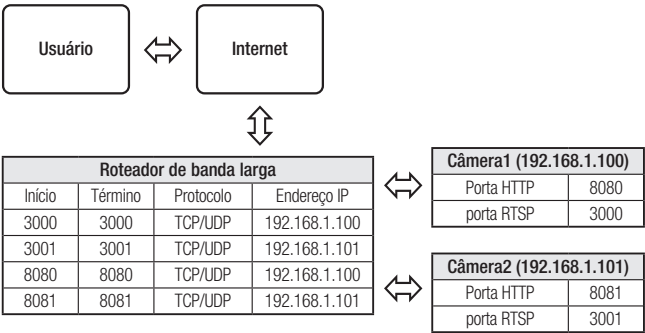 Usuário
Internet
Roteador de banda larga
Início Término Protocolo Endereço IP
3000 3000 TCP/UDP 192.168.1.100
3001 3001 TCP/UDP 192.168.1.101
8080 8080 TCP/UDP 192.168.1.100
8081 8081 TCP/UDP 192.168.1.101
Câmera1 (192.168.1.100)
Porta HTTP 8080
porta RTSP 3000
Câmera2 (192.168.1.101)
Porta HTTP 8081
porta RTSP 3001